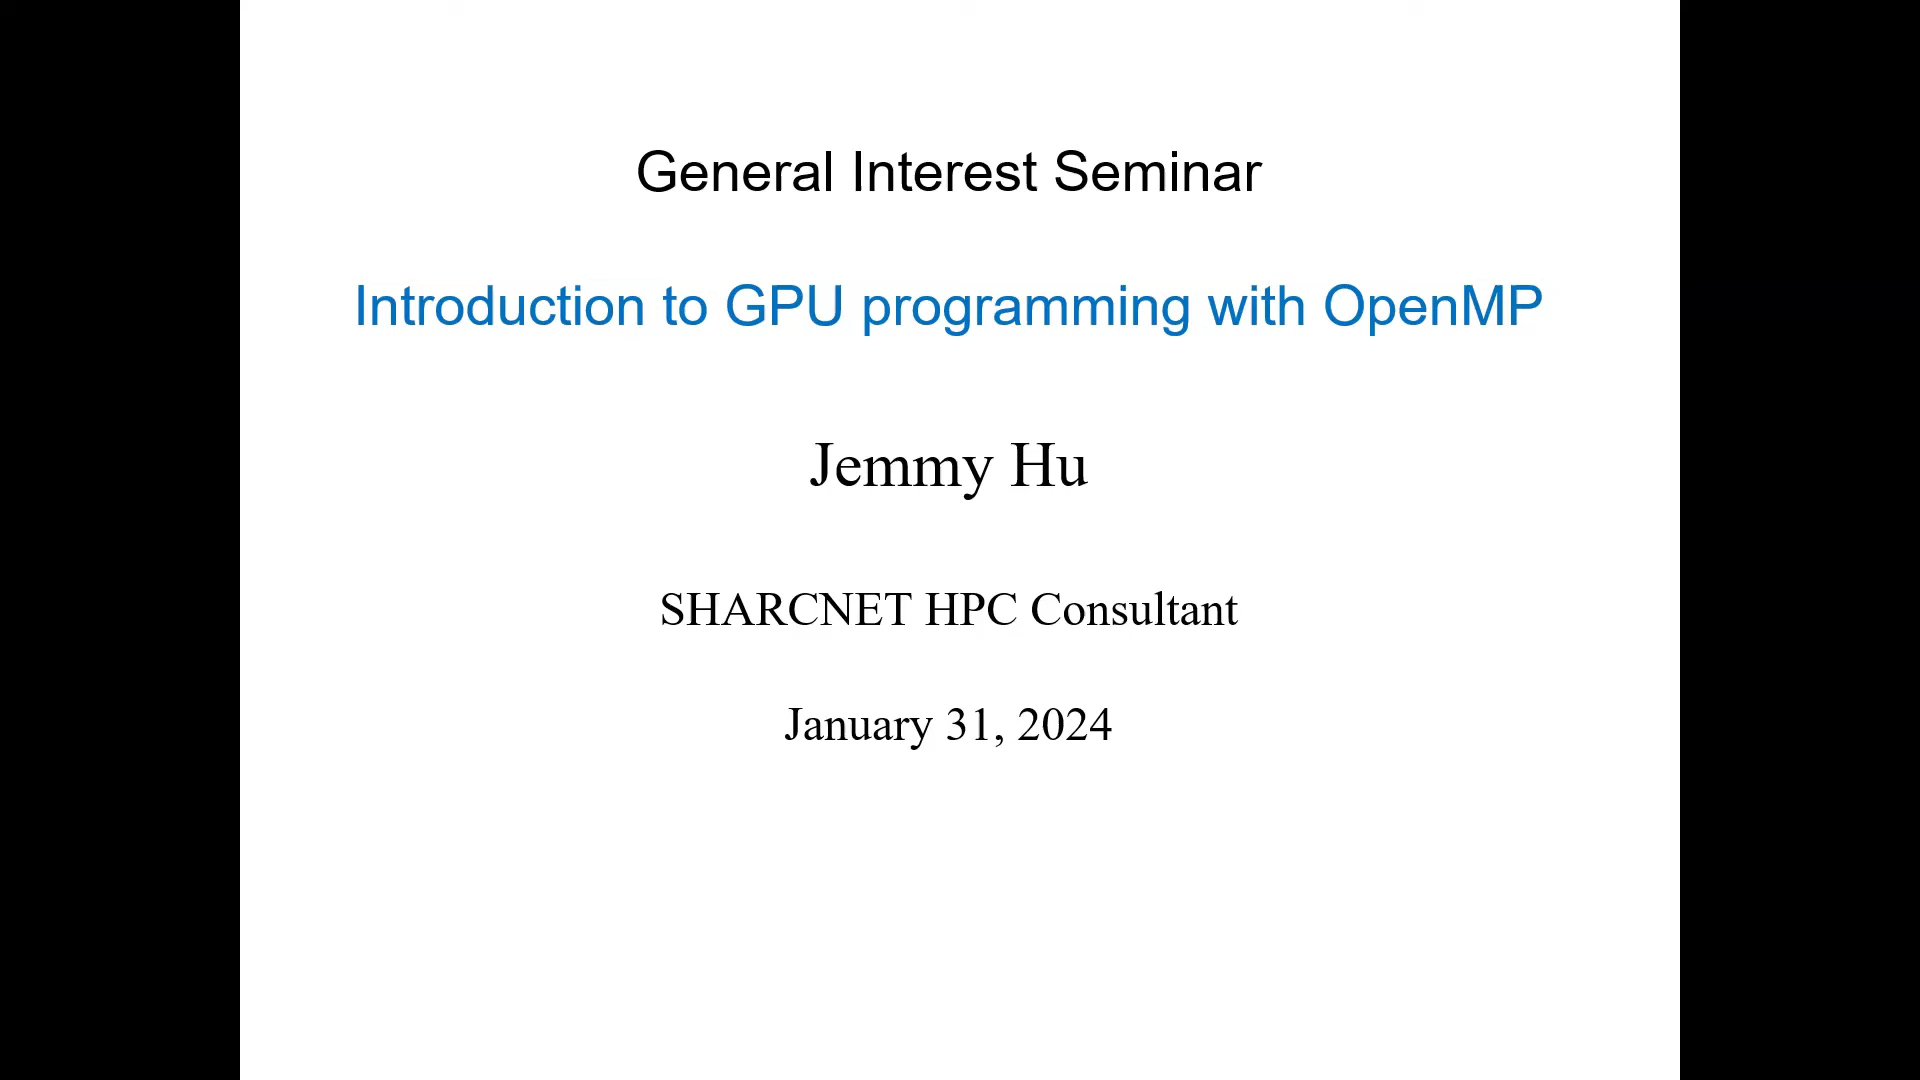 General Interest Seminar
Introduction to GPU programming with OpenMP
Jemmy Hu
SHARCNET HPC Consultant
January 31, 2024